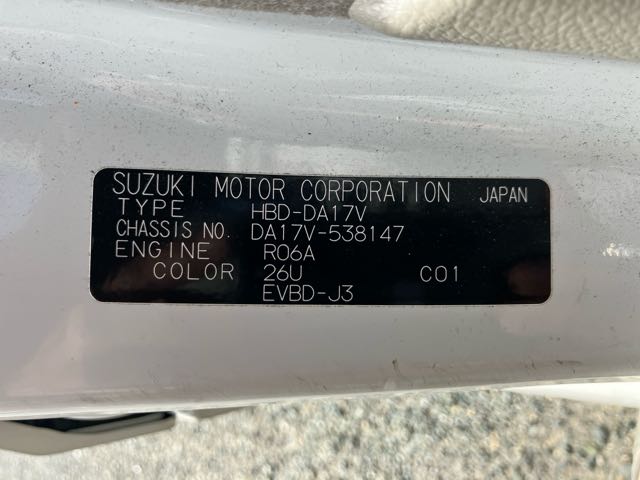 SUZUKI MOTOR CORPORATION JAPAN
TYPE HBD-DA17V
CHASSIS NO. DA17V-538147
ENGINE R06A
COLOR 26U C01
EVBD-J3